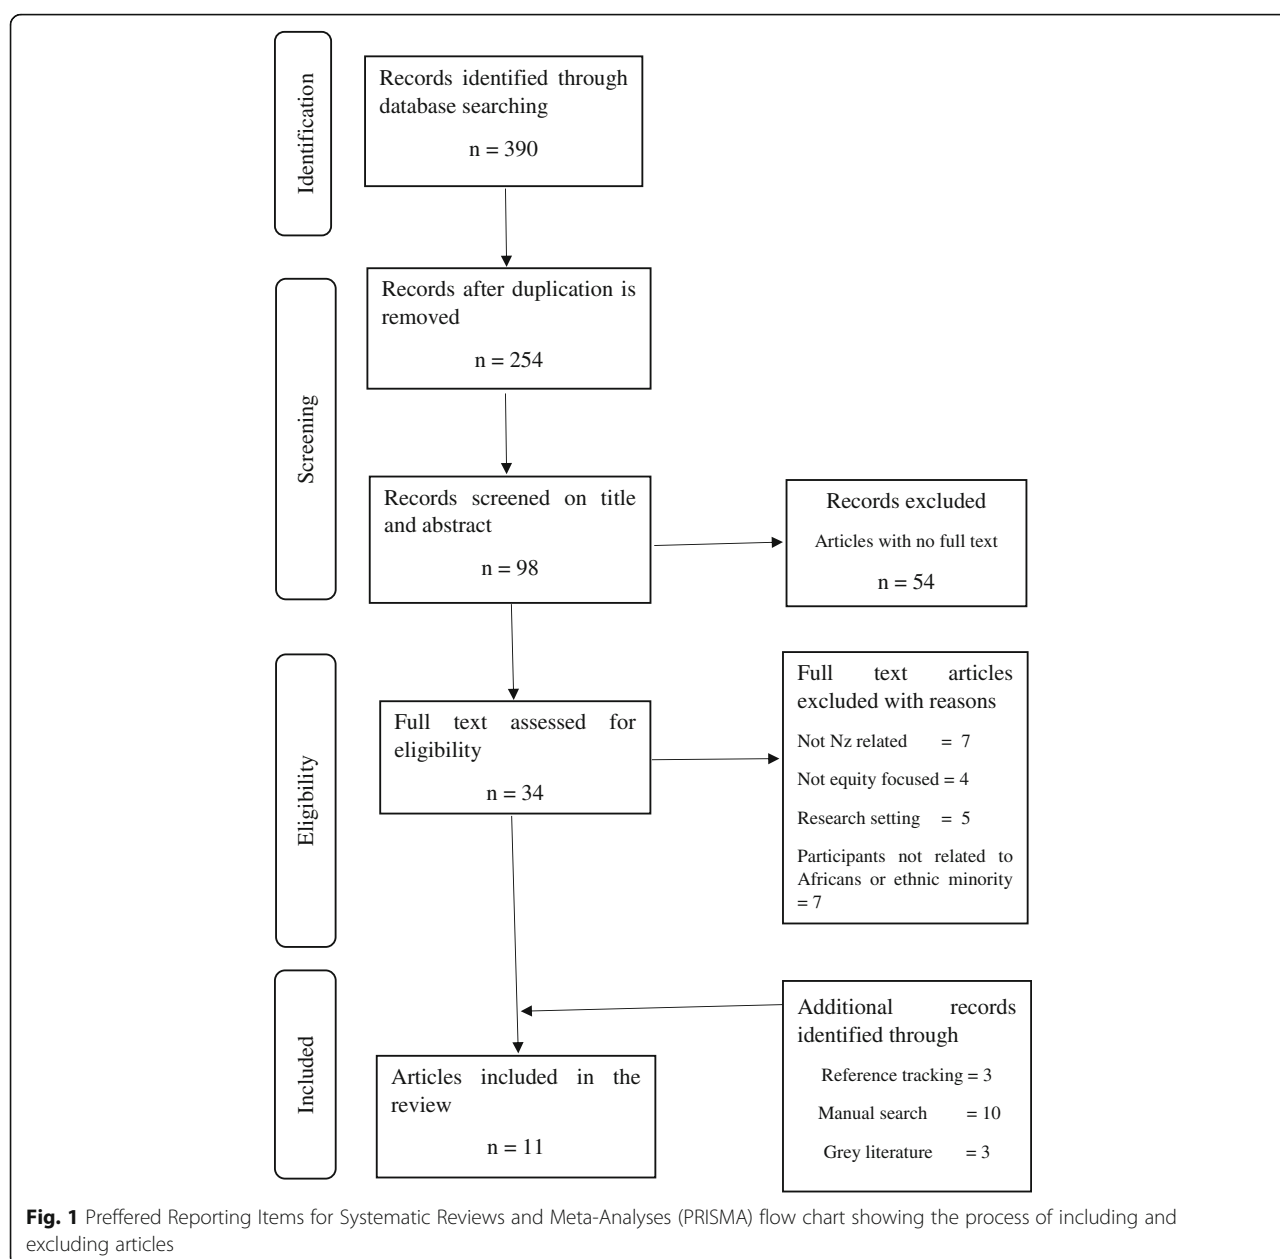 Identification
Records identified through
database searching
n = 390
Screening
Records after duplication is
removed
n = 254
Records screened on title
and abstract
n = 98
Records excluded
Articles with no full text
n = 54
Eligibility
Full text assessed for
eligibility
n = 34
Full text articles
excluded with reasons
Not Nz related = 7
Not equity focused = 4
Research setting = 5
Participants not related to
Africans or ethnic minority
= 7
Included
Additional records
identified through
Reference tracking = 3
Manual search = 10
Grey literature = 3
Articles included in the
review
n = 11
Fig. 1 Preffered Reporting Items for Systematic Reviews and Meta-Analyses (PRISMA) flow chart showing the process of including and
excluding articles